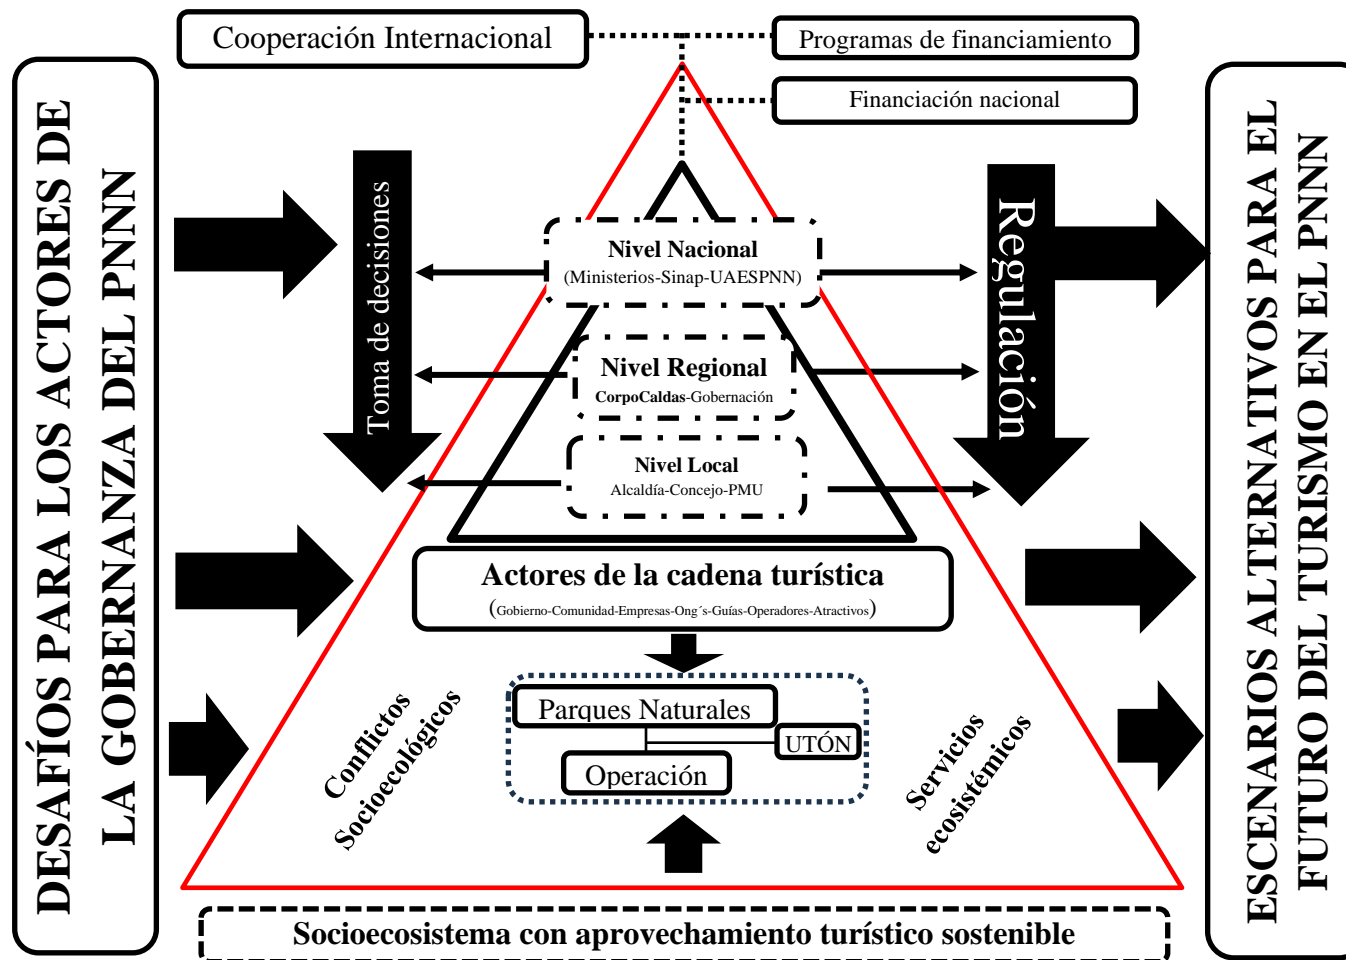 Cooperación Internacional
Programas de financiamiento
Financiación nacional
DESAFÍOS PARA LOS ACTORES DE
LA GOBERNANZA DEL PNNN
Toma de decisiones
Nivel Nacional
(Ministerios-Sinap-UAESPNN)
Nivel Regional
CorpoCaldas-Gobernación
Nivel Local
Alcaldía-Concejo-PMU
Regulación
ESCENARIOS ALTERNATIVOS PARA EL
FUTURO DEL TURISMO EN EL PNNN
Actores de la cadena turística
(Gobierno-Comunidad-Empresas-Ong´s-Guías-Operadores-Atractivos)
Conflictos
Socioecológicos
Parques Naturales
UTÓN
Operación
Servicios
ecosistémicos
Socioecosistema con aprovechamiento turístico sostenible